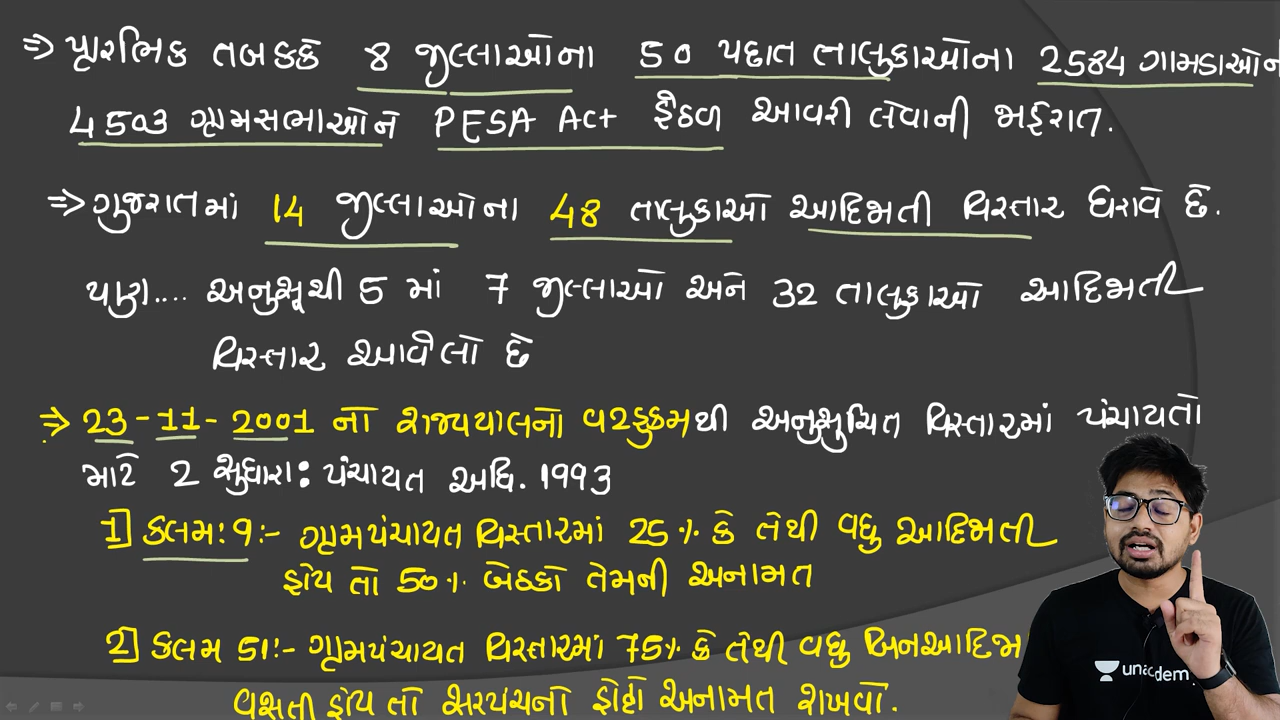 ⇒ પ્રારંભિક તબક્કે 8 જીલ્લાઓના 50 પછાત તાલુકાઓના 2584 ગામડાઓન
4503 ગ્રામસભાઓને PESA Act હેઠળ આવરી લેવાની જાહેરાત.
⇒ ગુજરાતમાં 14 જીલ્લાઓના 48 તાલુકાઓ આદિજાતી વિસ્તાર ધરાવે છે.
પણ.... અનુસૂચી 5 માં 7 જીલ્લાઓ અને 32 તાલુકાઓ આદિજાતી
વિસ્તાર આવેલો છે
⇒ 23-11-2001 ના રાજ્યપાલના વટહુકમથી અનુસુચિત વિસ્તારમાં પંચાયતો
માટે 2 સુધારા: પંચાયત અધિ. 1993
1] કલમ: 9 :- ગ્રામપંચાયત વિસ્તારમાં 25% કે તેથી વધુ આદિજાતી
હોય તો 50% બેઠકો તેમની અનામત
2] કલમ 51:- ગ્રામપંચાયત વિસ્તારમાં 75% કે તેથી વધુ બિનઆદિજા
વસતી હોય તો સરપંચનો હોદ્દો અનામત રાખવો.
unacademy